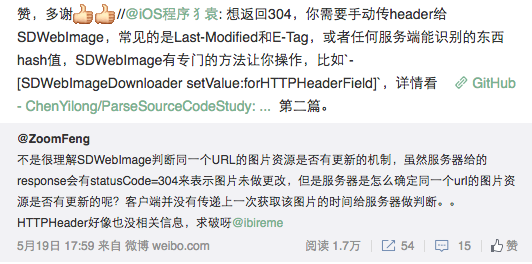 赞，多谢👍👍//@iOS程序犭袁: 想返回304，你需要手动传header给
SDWebImage，常见的是Last-Modified和E-Tag，或者任何服务端能识别的东西
hash值，SDWebImage有专门的方法让你操作，比如`-
[SDWebImageDownloader setValue:forHTTPHeaderField]`，详情看 GitHub
- ChenYilong/ParseSourceCodeStudy: ... 第二篇。
@ZoomFeng
不是很理解SDWebImage判断同一个URL的图片资源是否有更新的机制，虽然服务器给的
response会有statusCode=304来表示图片未做更改，但是服务器是怎么确定同一个url的图片资
源是否有更新的呢？客户端并没有传递上一次获取该图片的时间给服务器做判断。。
HTTPHeader好像也没相关信息，求破呀@ibireme
5月19日 17:59 来自 微博 weibo.com 阅读 1.7万 54 15 赞